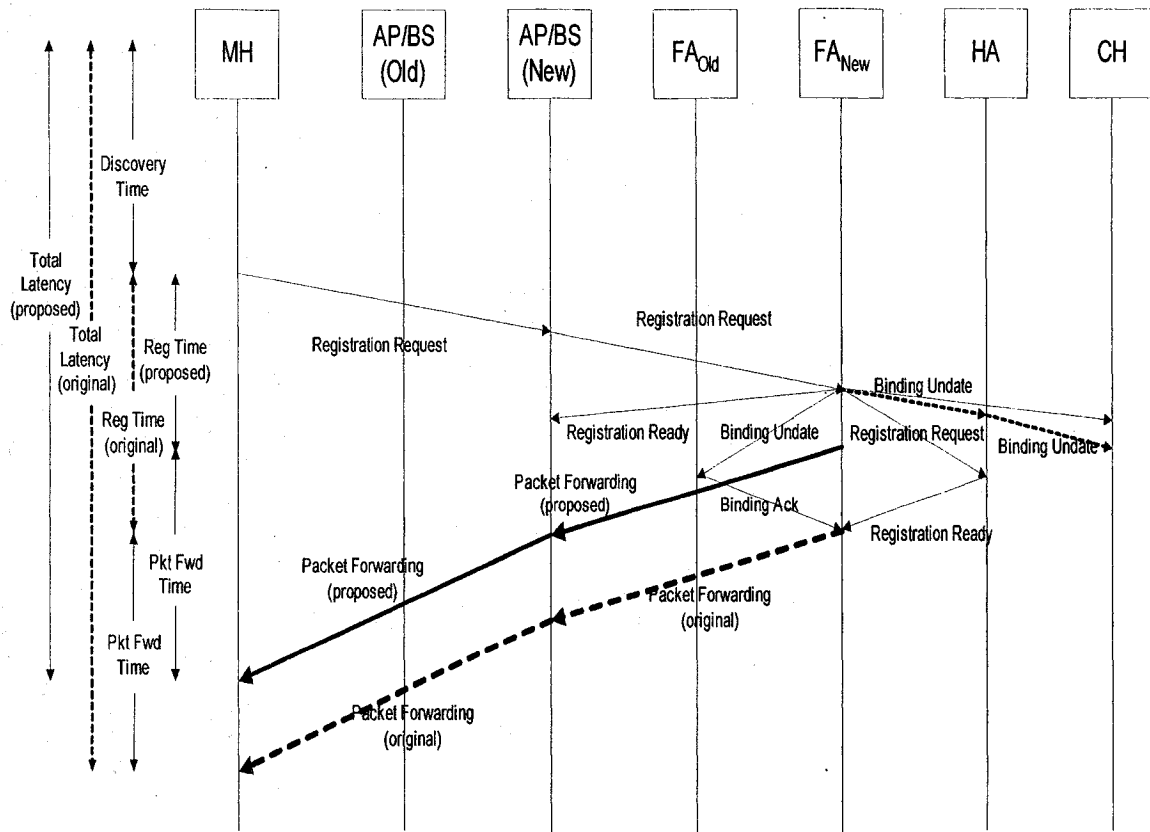 MH
AP/BS
(Old)
AP/BS
(New)
FAOld
FANew
HA
CH
Discovery
Time
Total
Latency
(proposed)
Total
Latency
(original)
Reg Time
(proposed)
Reg Time
(original)
Pkt Fwd
Time
Pkt Fwd
Time
Registration Request
Registration Request
Binding Undate
Registration Ready
Binding Undate
Registration Request
Binding Undate
Packet Forwarding
(proposed)
Binding Ack
Registration Ready
Packet Forwarding
(proposed)
Packet Forwarding
(original)
Packet Forwarding
(original)